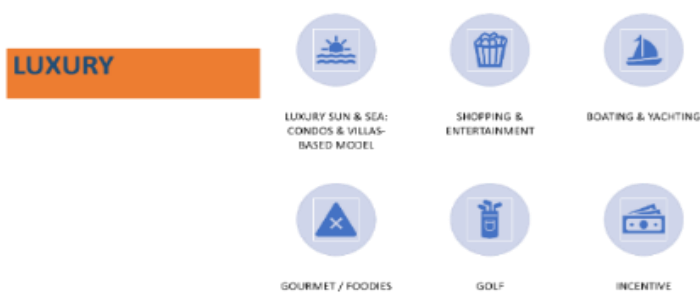 LUXURY
LUXURY SUN & SEA:
CONDOS & VILLAS-
BASED MODEL
SHOPPING &
ENTERTAINMENT
BOATING & YACHTING
GOURMET / FOODIES
GOLF
INCENTIVE